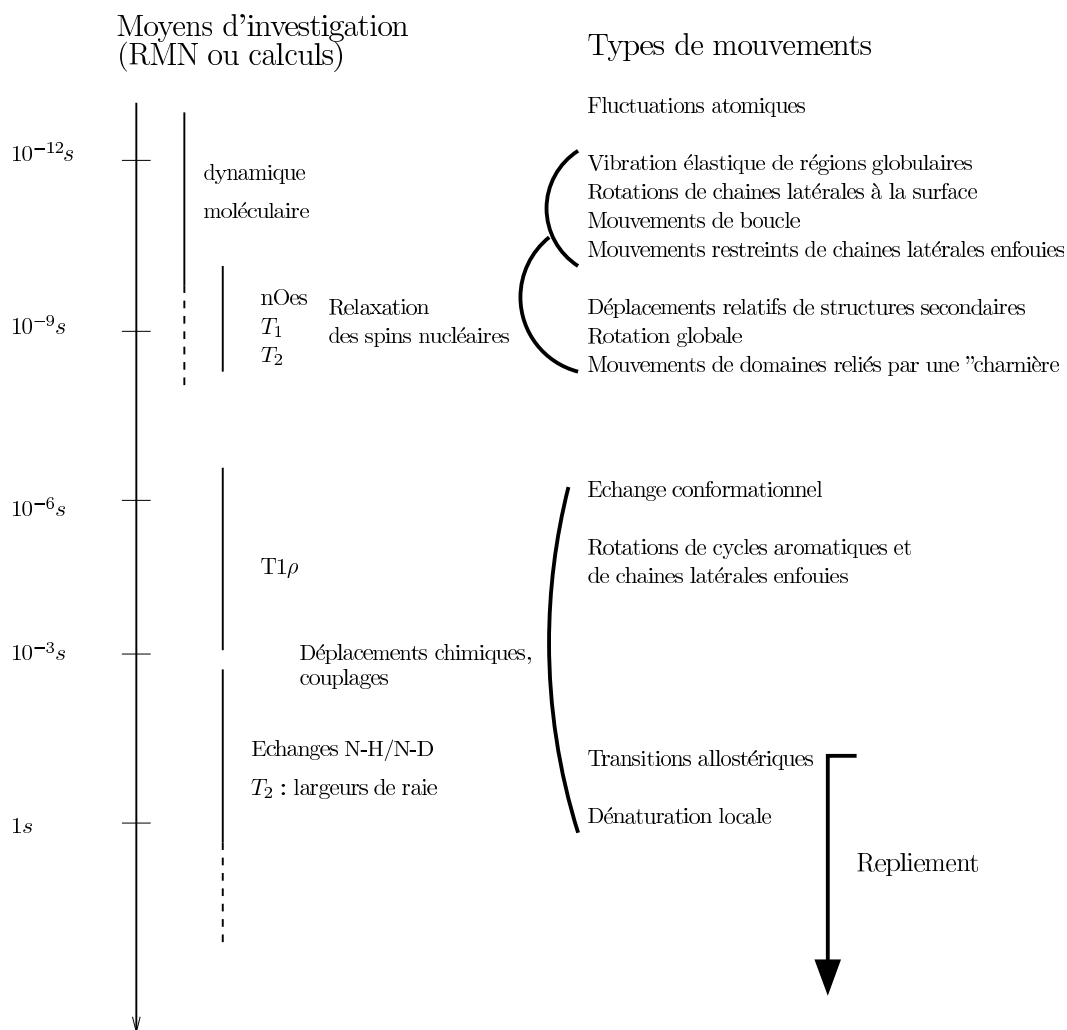 Moyens d'investigation
(RMN ou calculs)
Types de mouvements
Fluctuations atomiques
10⁻¹²s
dynamique
moléculaire
Vibration élastique de régions globulaires
Rotations de chaines latérales à la surface
Mouvements de boucle
Mouvements restreints de chaines latérales enfouies
10⁻⁹s
nOes
T₁
T₂
Relaxation
des spins nucléaires
Déplacements relatifs de structures secondaires
Rotation globale
Mouvements de domaines reliés par une ”charnière
10⁻⁶s
Echange conformationnel
T1ρ
Rotations de cycles aromatiques et
de chaines latérales enfouies
10⁻³s
Déplacements chimiques,
couplages
Echanges N-H/N-D
T₂ : largeurs de raie
Transitions allostériques
1s
Dénaturation locale
Repliement